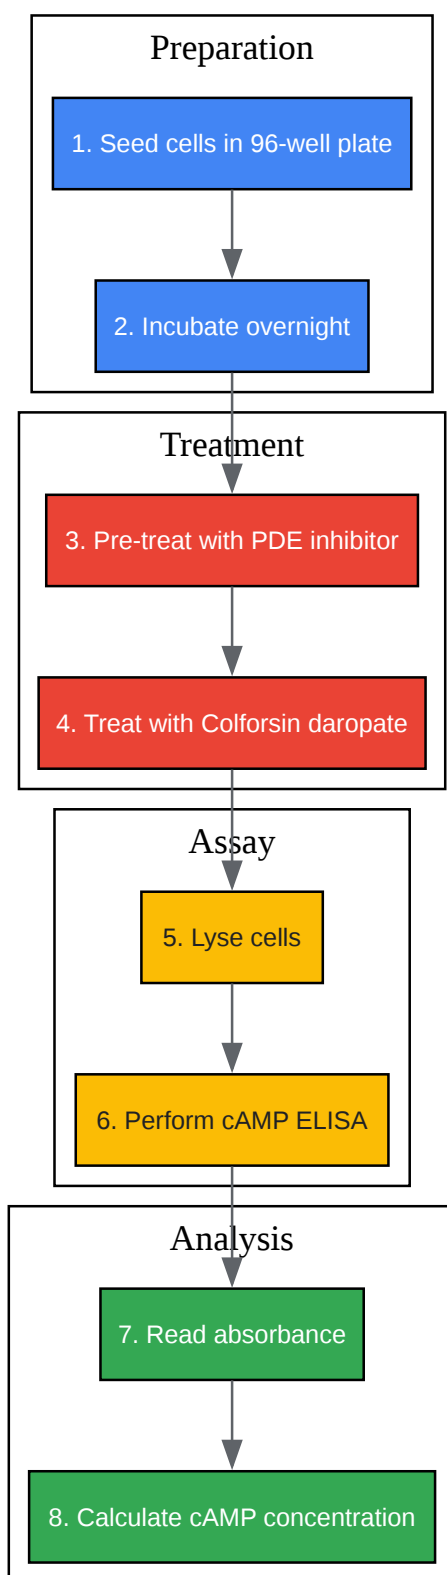 Preparation
1. Seed cells in 96-well plate
2. Incubate overnight
Treatment
3. Pre-treat with PDE inhibitor
4. Treat with Colforsin daropate
Assay
5. Lyse cells
6. Perform cAMP ELISA
Analysis
7. Read absorbance
8. Calculate cAMP concentration